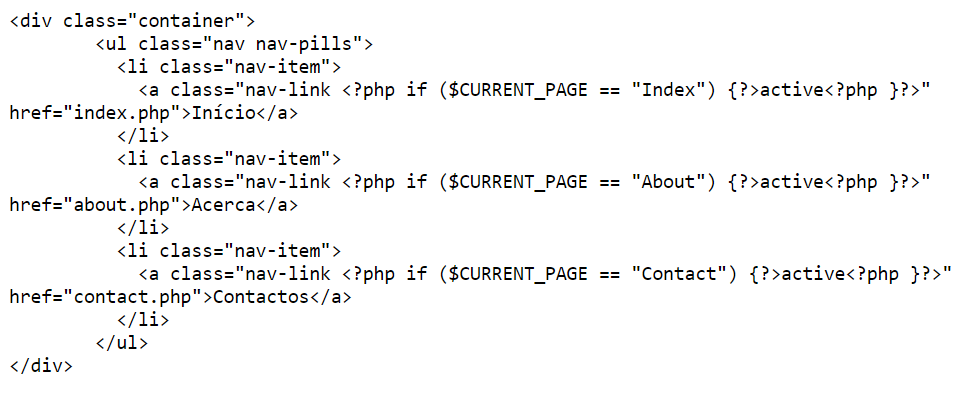 <div class="container">
        <ul class="nav nav-pills">
          <li class="nav-item">
            <a class="nav-link <?php if ($CURRENT_PAGE == "Index") {?>active<?php }?>"
href="index.php">Início</a>
          </li>
          <li class="nav-item">
            <a class="nav-link <?php if ($CURRENT_PAGE == "About") {?>active<?php }?>"
href="about.php">Acerca</a>
          </li>
          <li class="nav-item">
            <a class="nav-link <?php if ($CURRENT_PAGE == "Contact") {?>active<?php }?>"
href="contact.php">Contactos</a>
          </li>
        </ul>
</div>